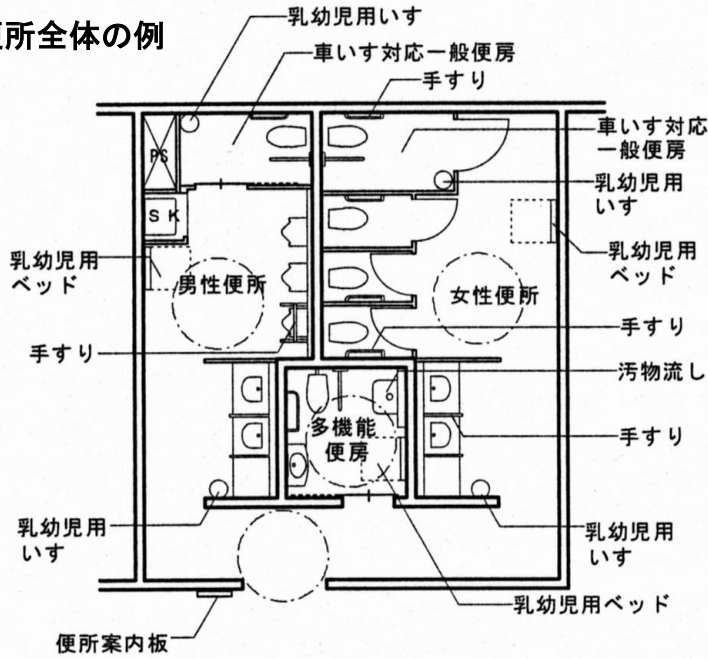 所全体の例
乳幼児用いす
車いす対応一般便房
手すり
車いす対応
一般便房
乳幼児用
いす
PS
SK
乳幼児用
ベッド
男性便所
女性便所
乳幼児用
ベッド
手すり
手すり
汚物流し
多機能
便房
手すり
乳幼児用
いす
乳幼児用
いす
乳幼児用ベッド
便所案内板